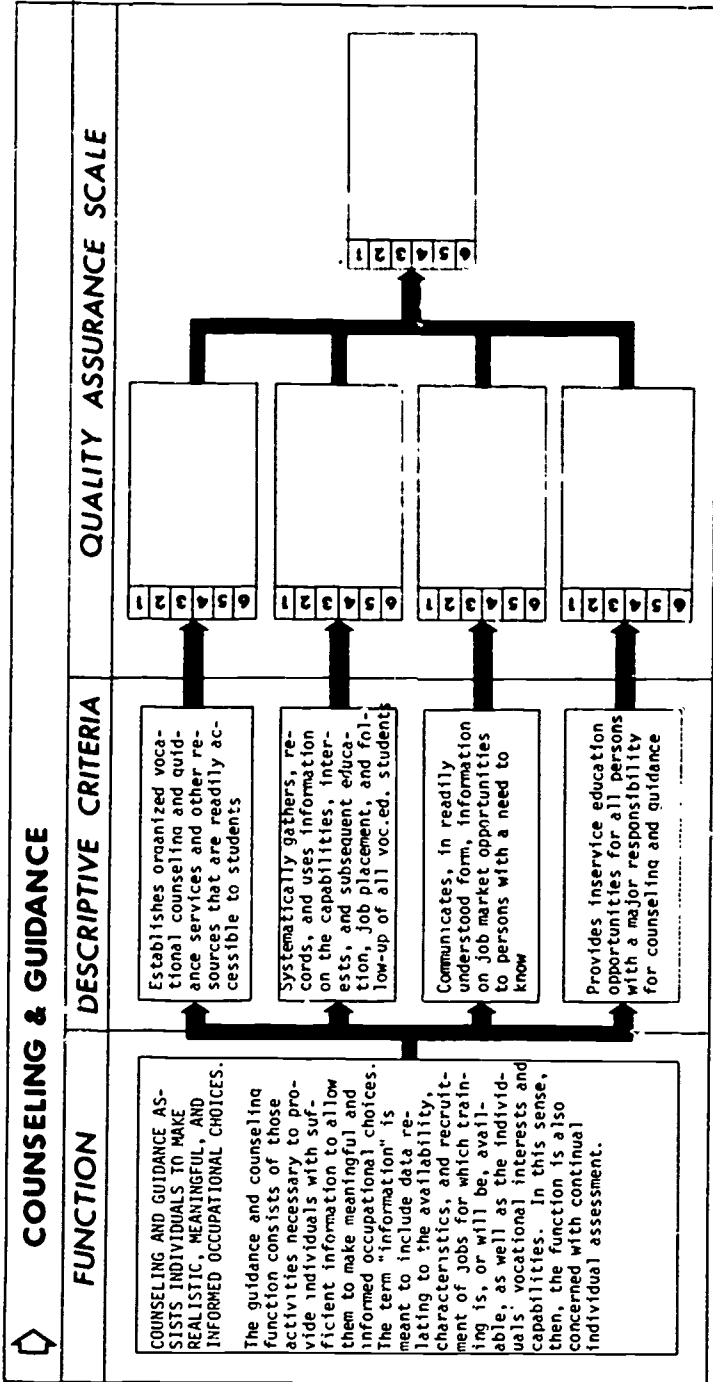 COUNSELING & GUIDANCE
FUNCTION
DESCRIPTIVE CRITERIA
QUALITY ASSURANCE SCALE
COUNSELING AND GUIDANCE AS-
SISTS INDIVIDUALS TO MAKE
REALISTIC, MEANINGFUL, AND
INFORMED OCCUPATIONAL CHOICES.
The guidance and counseling
function consists of those
activities necessary to pro-
vide individuals with suf-
ficient information to allow
them to make meaningful and
informed occupational choices.
The term "information" is
meant to include data re-
lating to the availability,
characteristics, and recruit-
ment of jobs for which train-
ing is, or will be, avail-
able, as well as the individ-
uals' vocational interests and
capabilities. In this sense,
then, the function is also
concerned with continual
individual assessment.
Establishes organized voca-
tional counseling and guid-
ance services and other re-
sources that are readily ac-
cessible to students
Systematically gathers, re-
cords, and uses information
on the capabilities, inter-
ests, and subsequent educa-
tion, job placement, and fol-
low-up of all voc.ed. students
Communicates, in readily
understood form, information
on job market opportunities
to persons with a need to
know
Provides inservice education
opportunities for all persons
with a major responsibility
for counseling and guidance
1
2
3
4
5
6
1
2
3
4
5
6
1
2
3
4
5
6
1
2
3
4
5
6
1
2
3
4
5
6